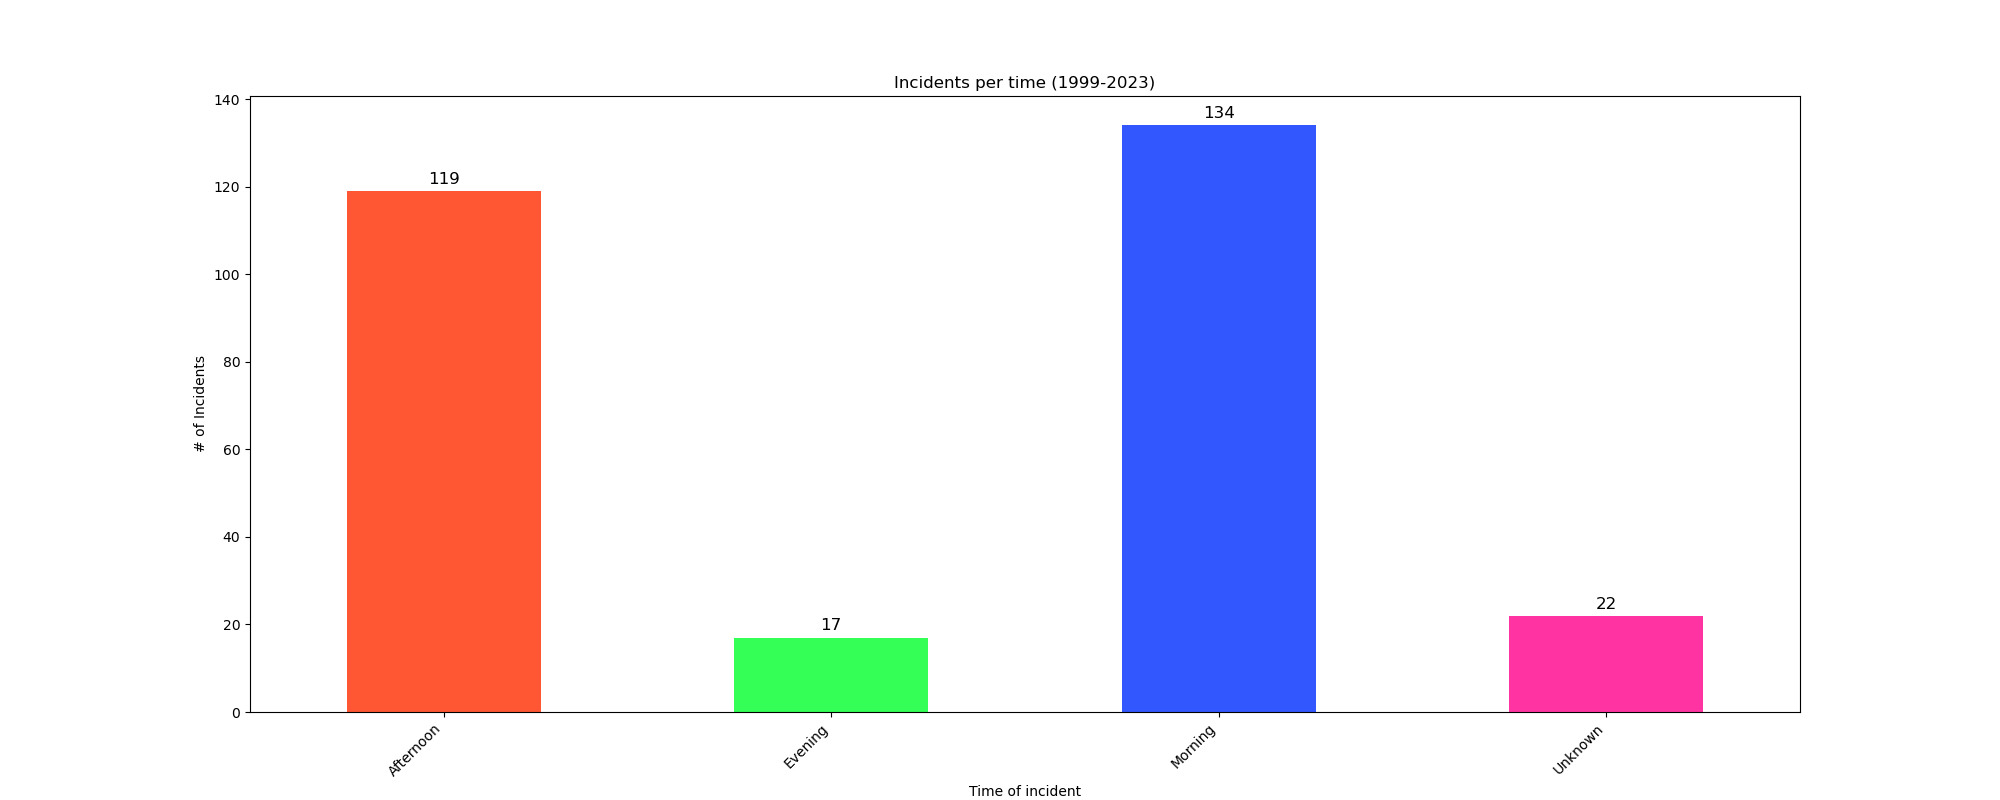 Incidents per time (1999-2023)
140
120
100
80
60
40
20
0
# of Incidents
119
17
134
22
Afternoon
Evening
Morning
Unknown
Time of incident